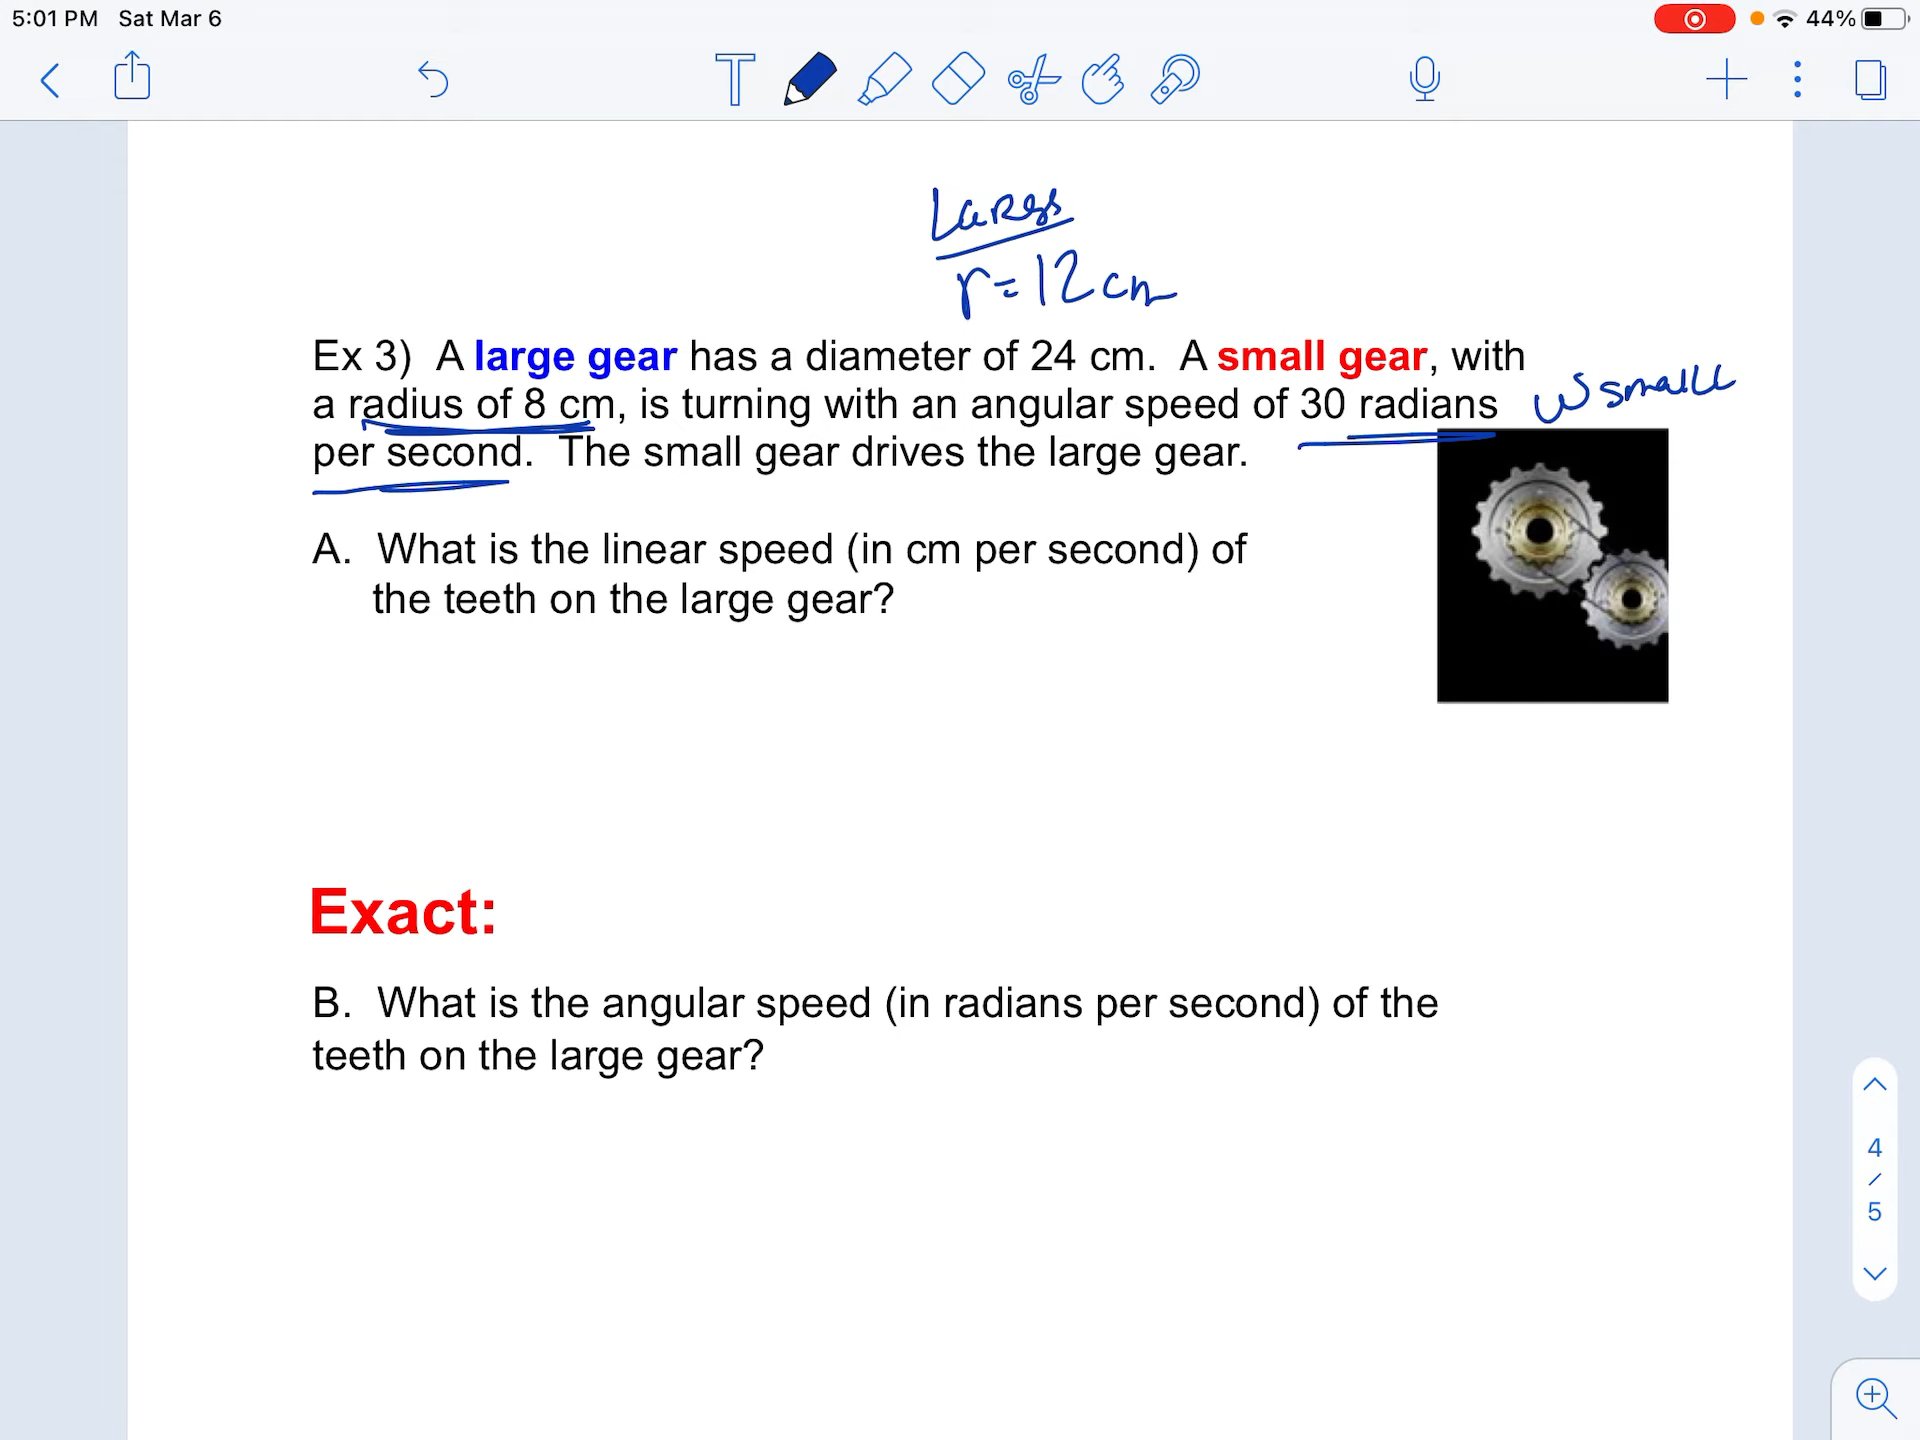 5:01 PM Sat Mar 6
44%
T
Large
r=12cm
Ex 3) A large gear has a diameter of 24 cm. A small gear, with
a radius of 8 cm, is turning with an angular speed of 30 radians
ω small
per second. The small gear drives the large gear.
A. What is the linear speed (in cm per second) of
the teeth on the large gear?
Exact:
B. What is the angular speed (in radians per second) of the
teeth on the large gear?
4
/
5